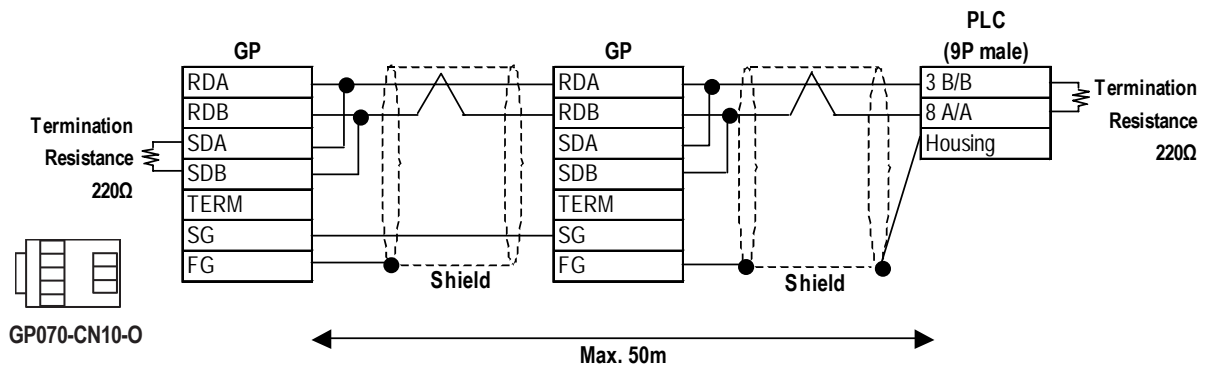 PLC
(9P male)
GP
GP
RDA
RDB
SDA
SDB
TERM
SG
FG
RDA
RDB
SDA
SDB
TERM
SG
FG
3 B/B
8 A/A
Housing
Termination
Resistance
220Ω
Termination
Resistance
220Ω
Shield
Shield
GP070-CN10-O
Max. 50m